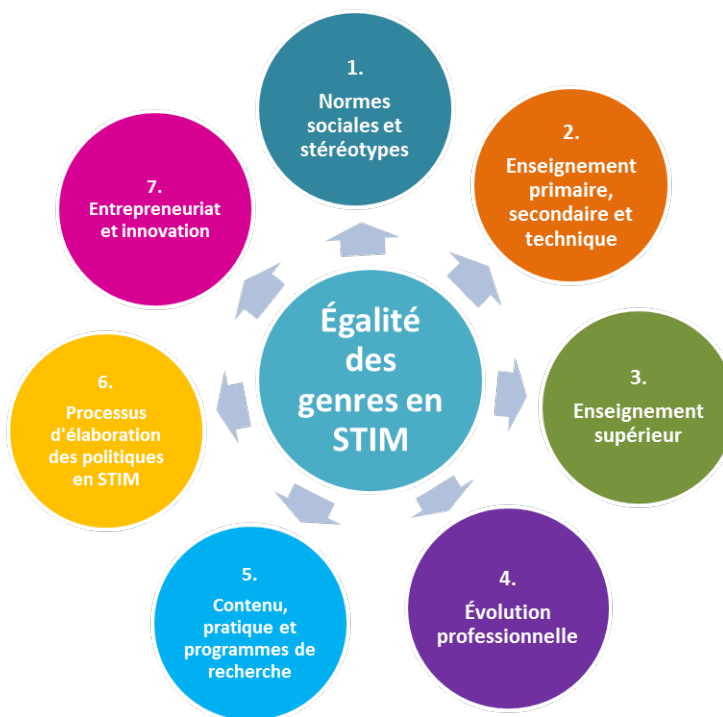 1.
Normes
sociales et
stéréotypes
2.
Enseignement
primaire,
secondaire et
technique
3.
Enseignement
supérieur
4.
Évolution
professionnelle
5.
Contenu,
pratique et
programmes de
recherche
6.
Processus
d'élaboration
des politiques
en STIM
7.
Entrepreneuriat
et innovation
Égalité
des
genres en
STIM